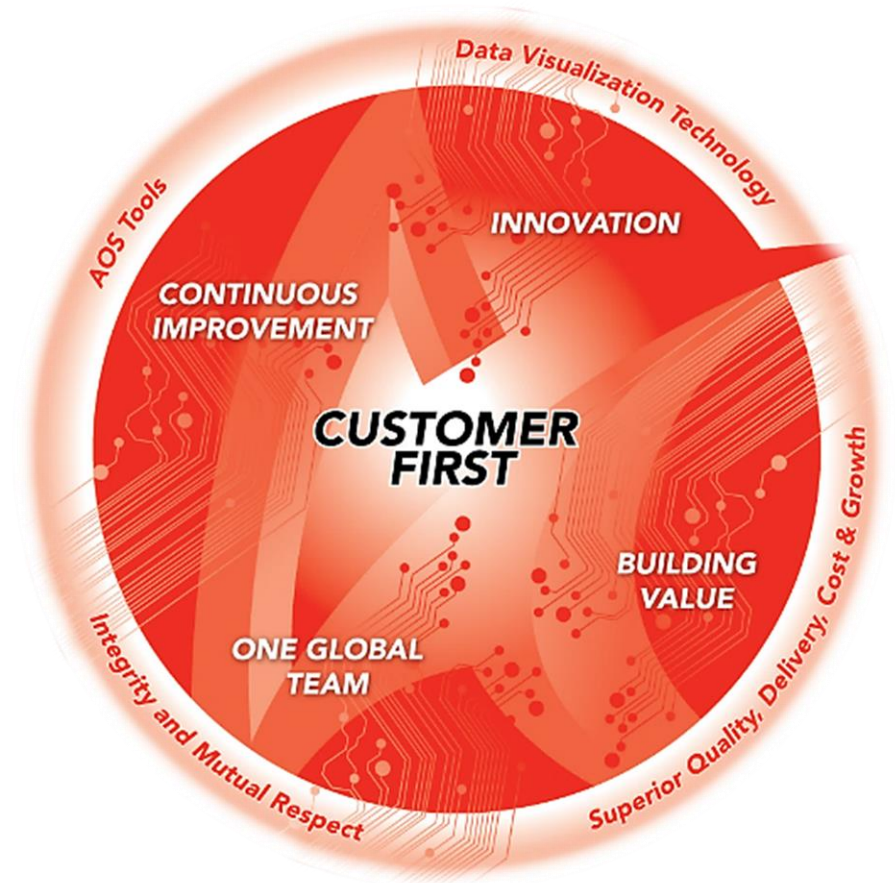 Data Visualization Technology
AOS Tools
INNOVATION
CONTINUOUS
IMPROVEMENT
CUSTOMER
FIRST
BUILDING
VALUE
ONE GLOBAL
TEAM
Integrity and Mutual Respect
Superior Quality, Delivery, Cost & Growth